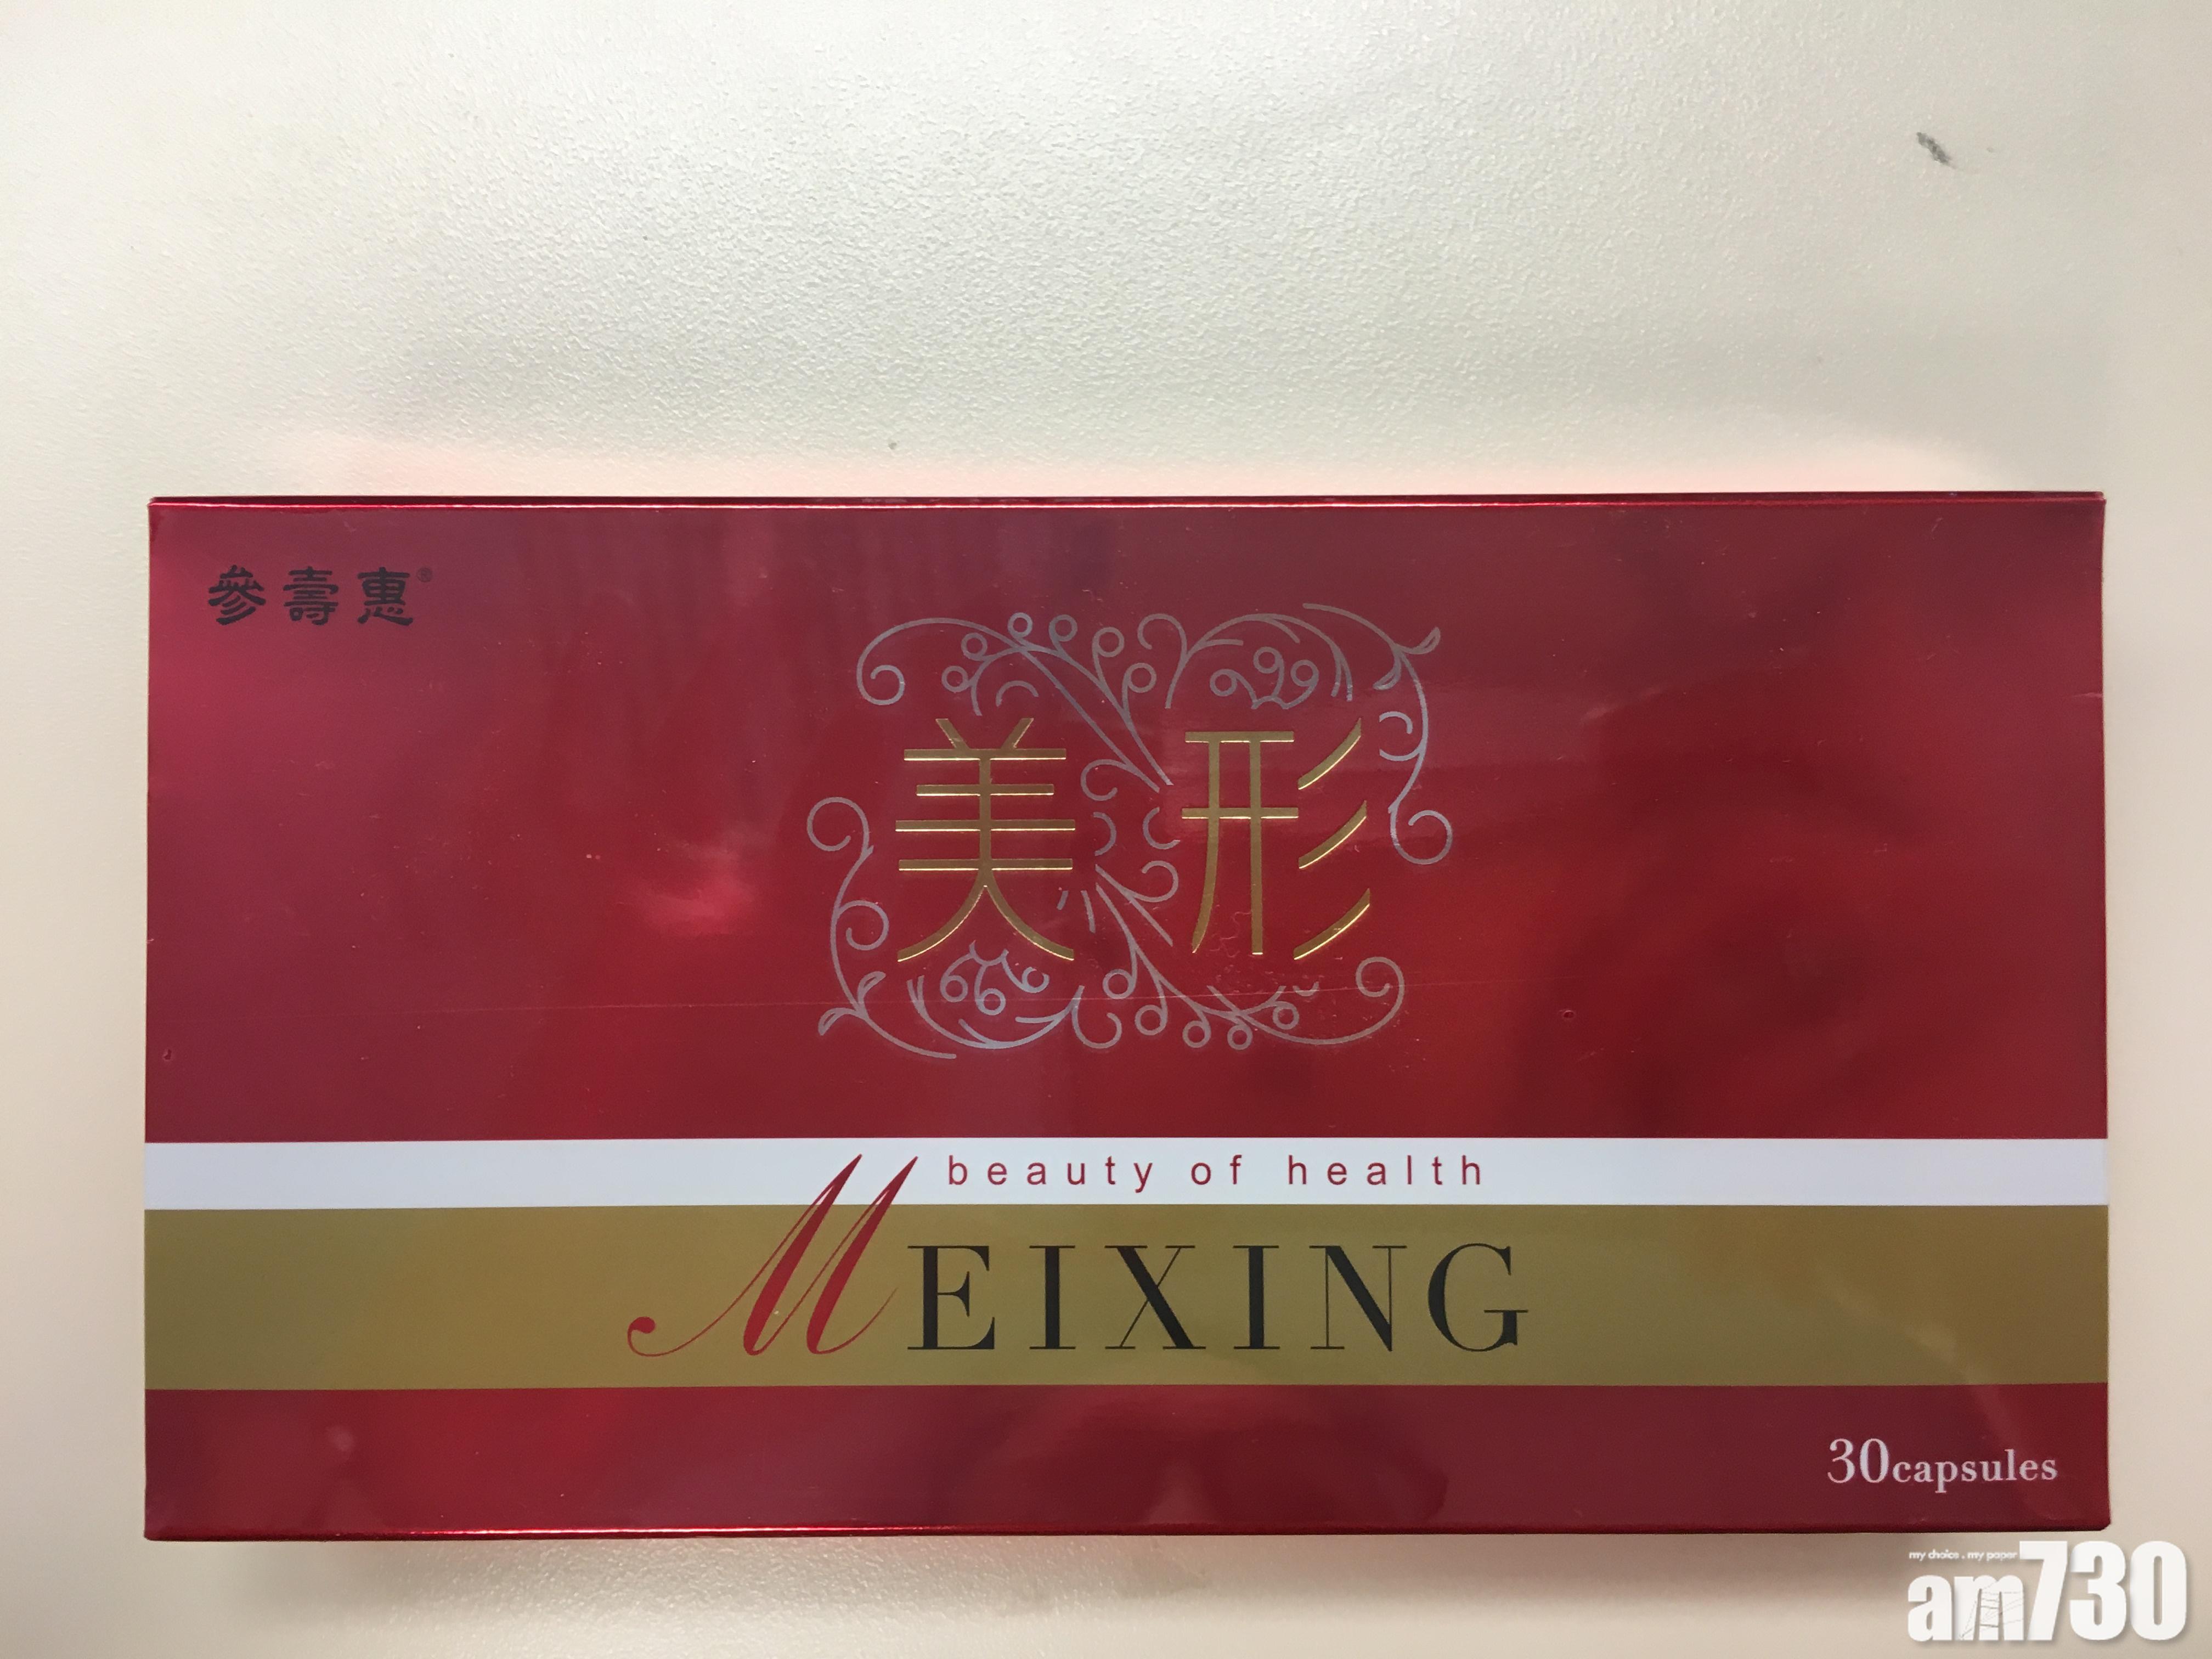 參壽惠®
美形
beauty of health
MEIXING
30capsules
my choice . my paper
am730